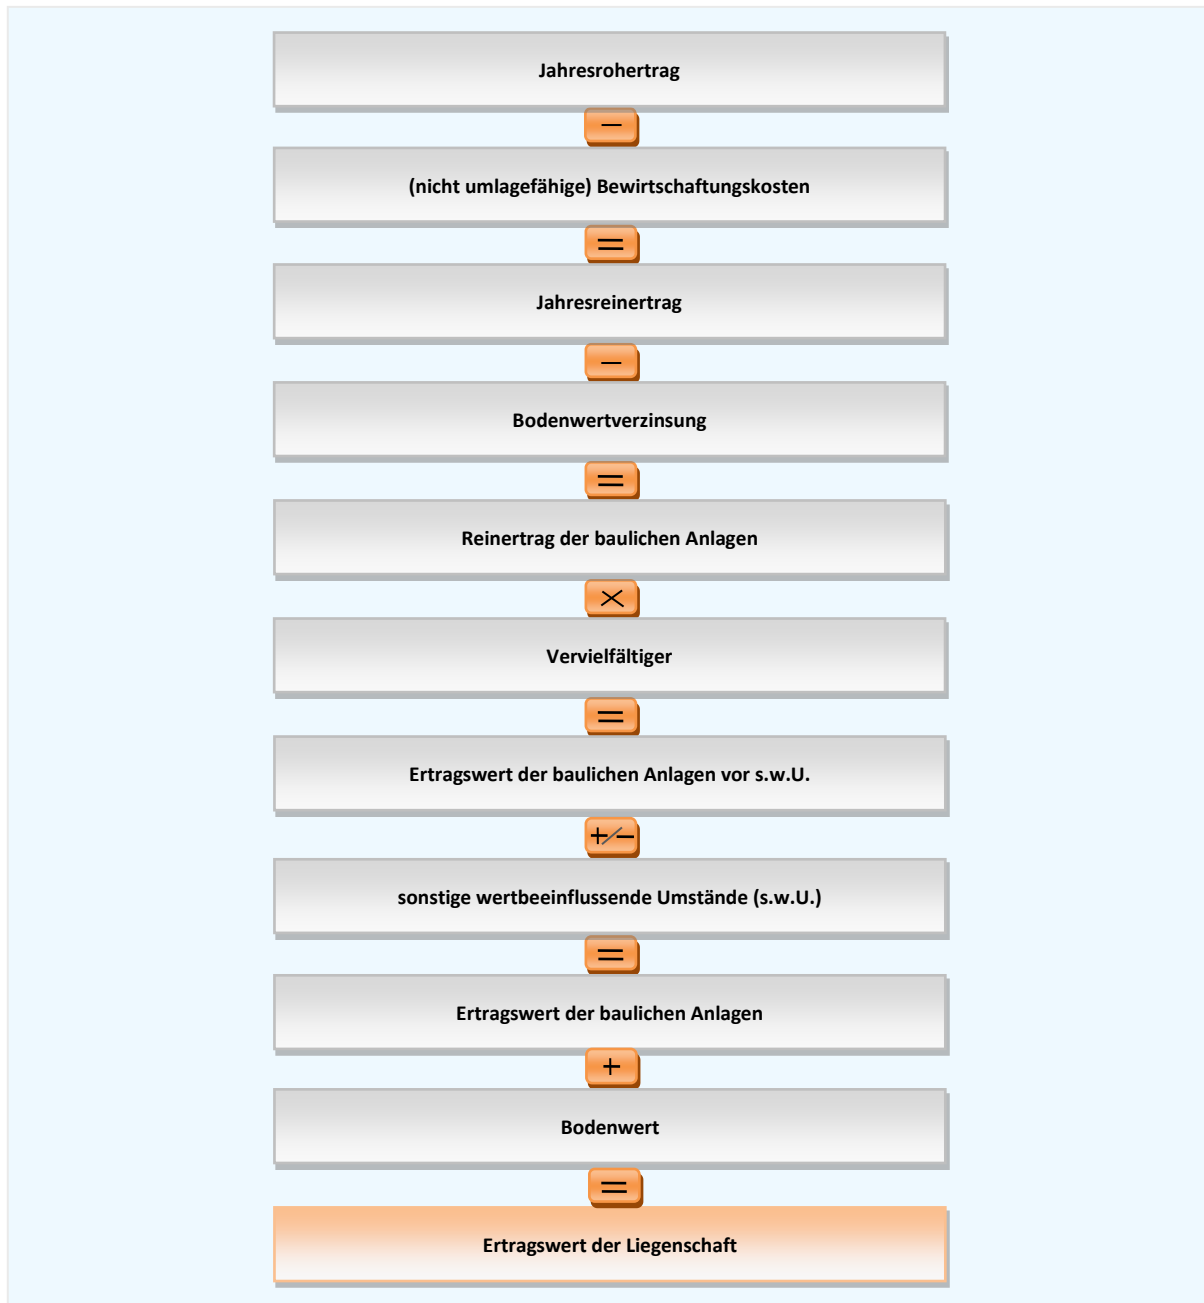 Jahresrohertrag
−
(nicht umlagefähige) Bewirtschaftungskosten
=
Jahresreinertrag
−
Bodenwertverzinsung
=
Reinertrag der baulichen Anlagen
×
Vervielfältiger
=
Ertragswert der baulichen Anlagen vor s.w.U.
+/−
sonstige wertbeeinflussende Umstände (s.w.U.)
=
Ertragswert der baulichen Anlagen
+
Bodenwert
=
Ertragswert der Liegenschaft